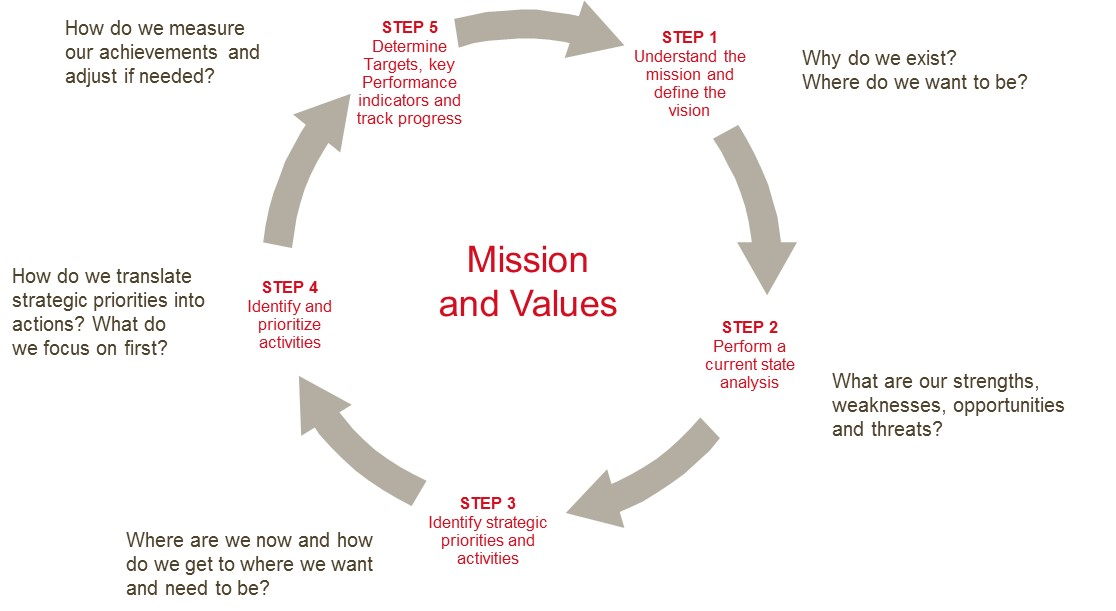 How do we measure
our achievements and
adjust if needed?
STEP 5
Determine
Targets, key
Performance
indicators and
track progress
STEP 1
Understand the
mission and
define the
vision
Why do we exist?
Where do we want to be?
Mission
and Values
How do we translate
strategic priorities into
actions? What do
we focus on first?
STEP 4
Identify and
prioritize
activities
STEP 2
Perform a
current state
analysis
What are our strengths,
weaknesses, opportunities
and threats?
STEP 3
Identify strategic
priorities and
activities
Where are we now and how
do we get to where we want
and need to be?